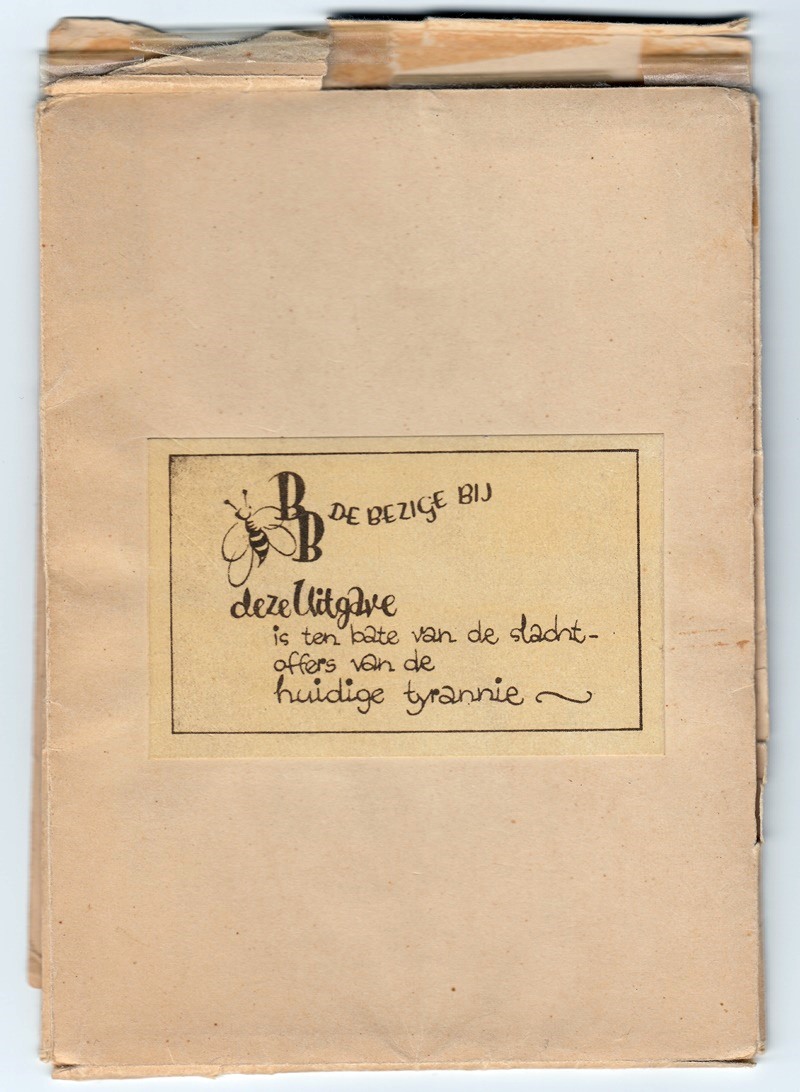 BB DE BEZIGE BIJ
deze Uitgave
is ten bate van de slacht-
offers van de
huidige tyrannie